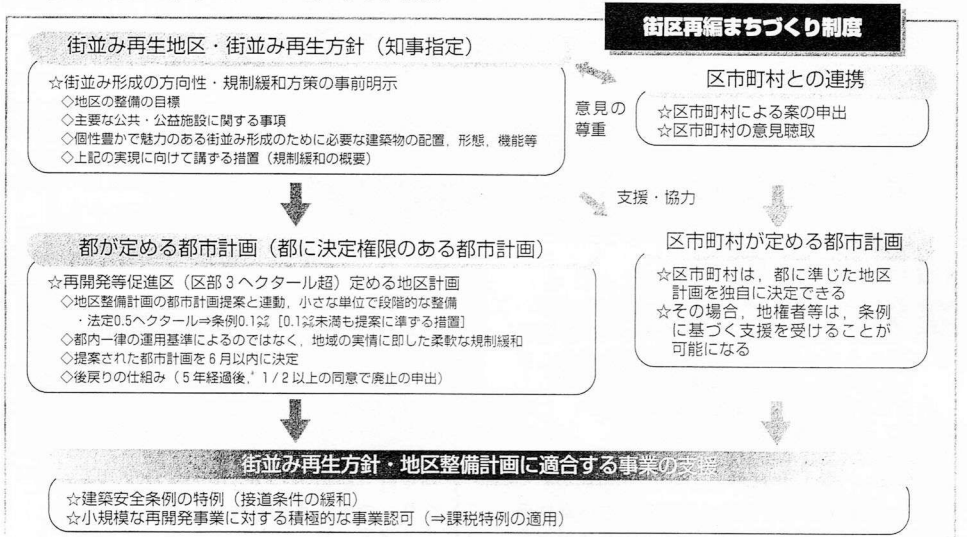 街区再編まちづくり制度
街並み再生地区・街並み再生方針（知事指定）
☆街並み形成の方向性・規制緩和方策の事前明示
◇地区の整備の目標
◇主要な公共・公益施設に関する事項
◇個性豊かで魅力のある街並み形成のために必要な建築物の配置，形態，機能等
◇上記の実現に向けて講ずる措置（規制緩和の概要）
意見の
尊重
区市町村との連携
☆区市町村による案の申出
☆区市町村の意見聴取
支援・協力
都が定める都市計画（都に決定権限のある都市計画）
☆再開発等促進区（区部３ヘクタール超）定める地区計画
◇地区整備計画の都市計画提案と連動，小さな単位で段階的な整備
・法定0.5ヘクタール⇒条例0.1㌶［0.1㌶未満も提案に準ずる措置］
◇都内一律の運用基準によるのではなく，地域の実情に即した柔軟な規制緩和
◇提案された都市計画を６月以内に決定
◇後戻りの仕組み（５年経過後，１/２以上の同意で廃止の申出）
区市町村が定める都市計画
☆区市町村は，都に準じた地区
計画を独自に決定できる
☆その場合，地権者等は，条例
に基づく支援を受けることが
可能になる
街並み再生方針・地区整備計画に適合する事業の支援
☆建築安全条例の特例（接道条件の緩和）
☆小規模な再開発事業に対する積極的な事業認可（⇒課税特例の適用）